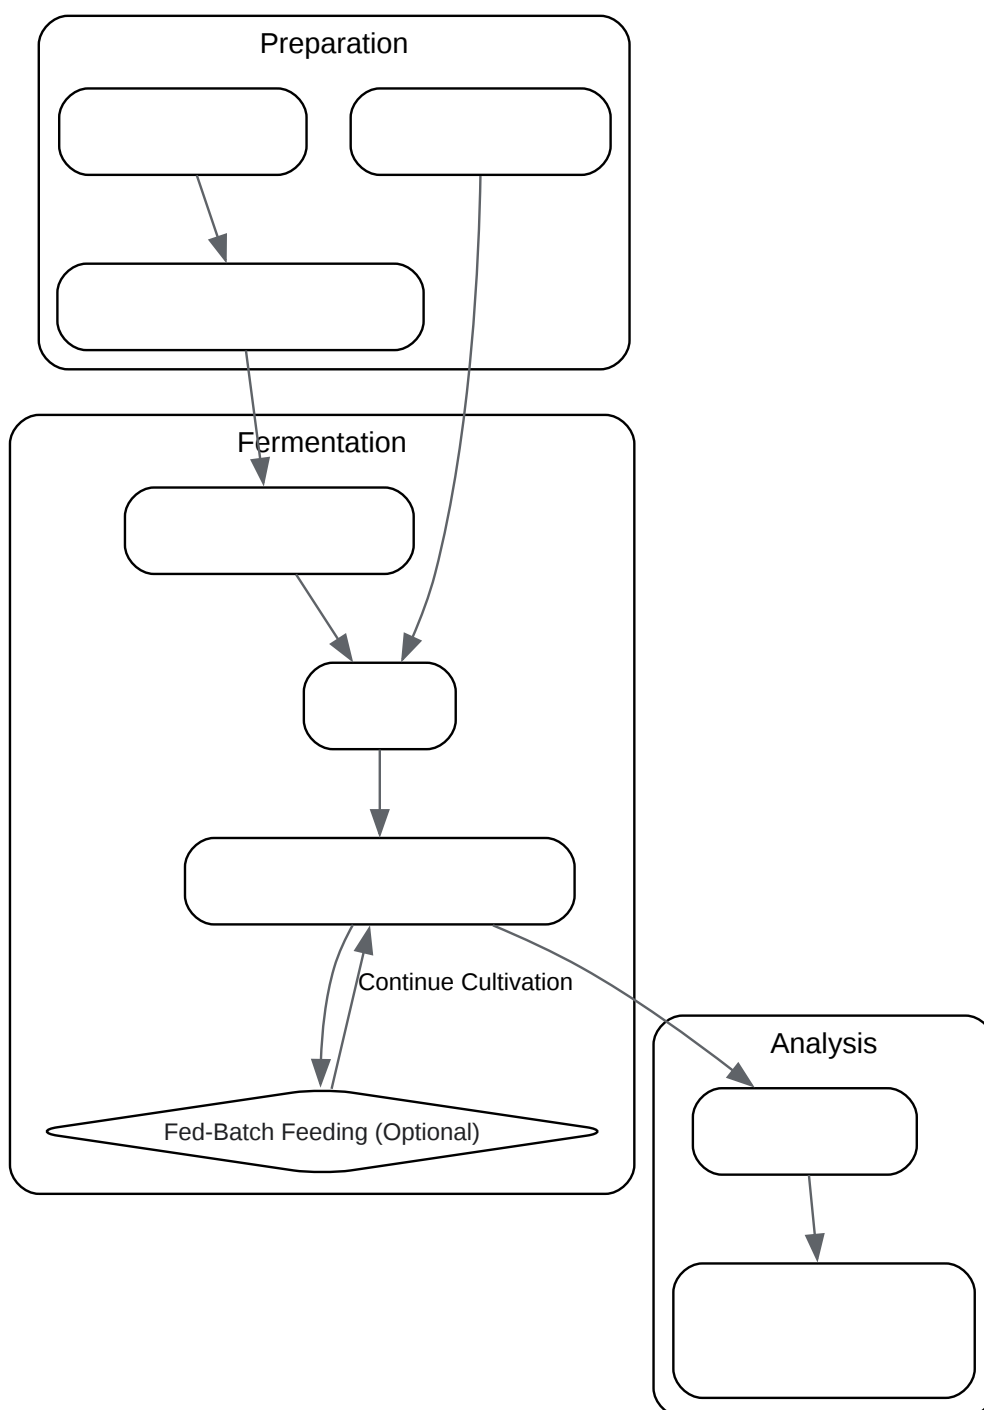 Preparation
Fermentation
Continue Cultivation
Fed-Batch Feeding (Optional)
Analysis